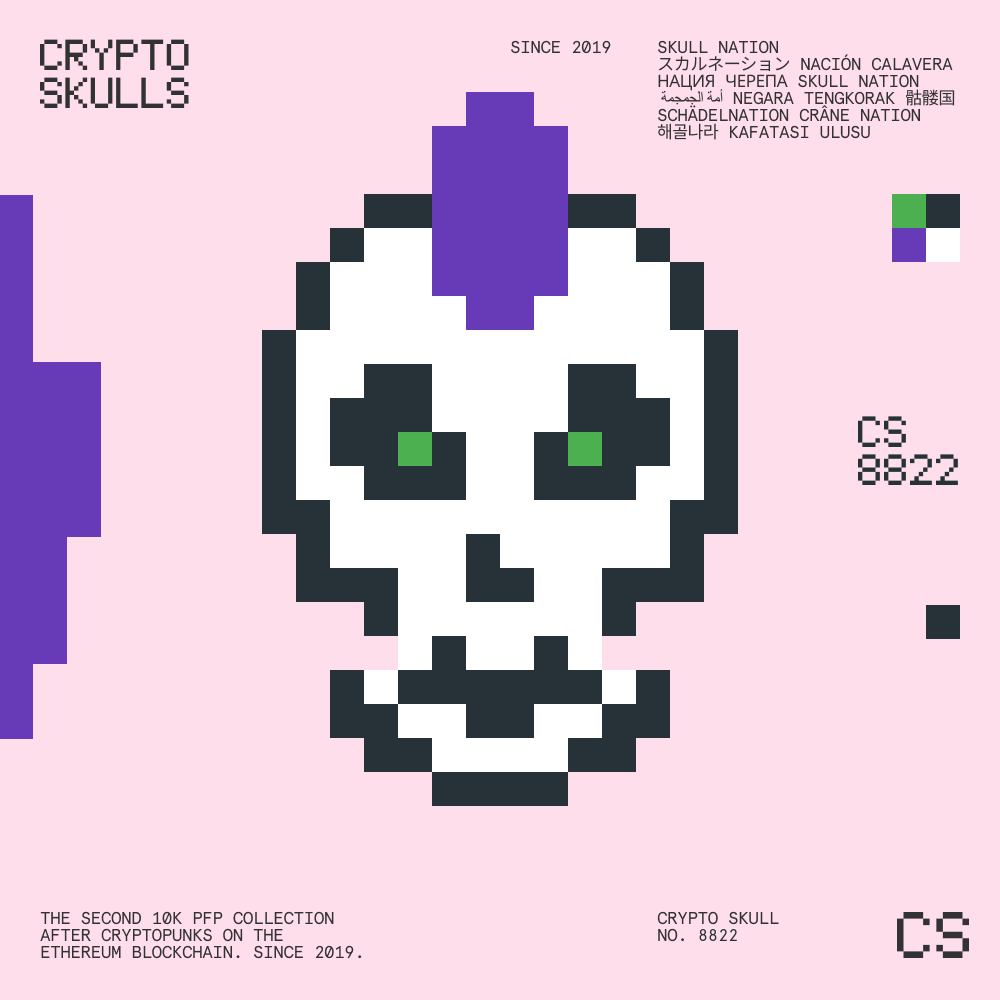 CRYPTO
SKULLS
SINCE 2019
SKULL NATION
スカルネーション NACIÓN CALAVERA
НАЦИЯ ЧЕРЕПА SKULL NATION
أمة الجمجمة NEGARA TENGKORAK 骷髅国
SCHÄDELNATION CRÂNE NATION
해골나라 KAFATASI ULUSU
CS
8822
THE SECOND 10K PFP COLLECTION
AFTER CRYPTOPUNKS ON THE
ETHEREUM BLOCKCHAIN. SINCE 2019.
CRYPTO SKULL
NO. 8822
CS